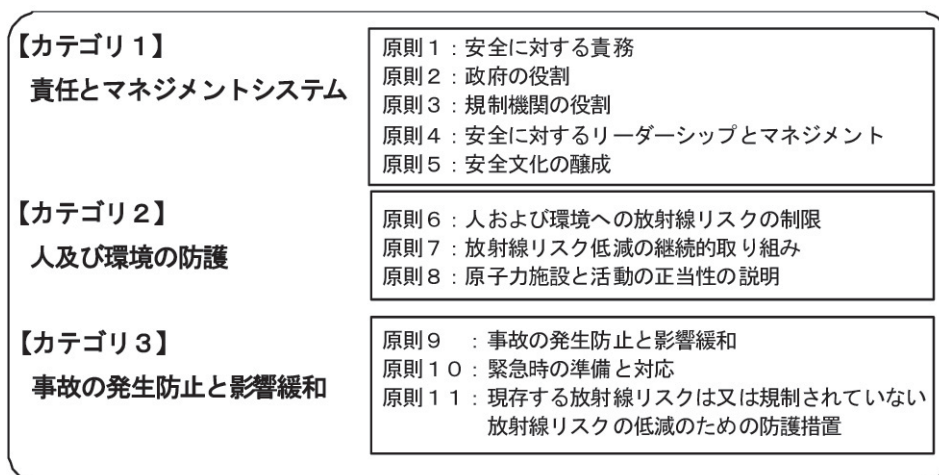 【カテゴリ１】
責任とマネジメントシステム
原則１：安全に対する責務
原則２：政府の役割
原則３：規制機関の役割
原則４：安全に対するリーダーシップとマネジメント
原則５：安全文化の醸成
【カテゴリ２】
人及び環境の防護
原則６：人および環境への放射線リスクの制限
原則７：放射線リスク低減の継続的取り組み
原則８：原子力施設と活動の正当性の説明
【カテゴリ３】
事故の発生防止と影響緩和
原則９　：事故の発生防止と影響緩和
原則１０：緊急時の準備と対応
原則１１：現存する放射線リスクは又は規制されていない
放射線リスクの低減のための防護措置